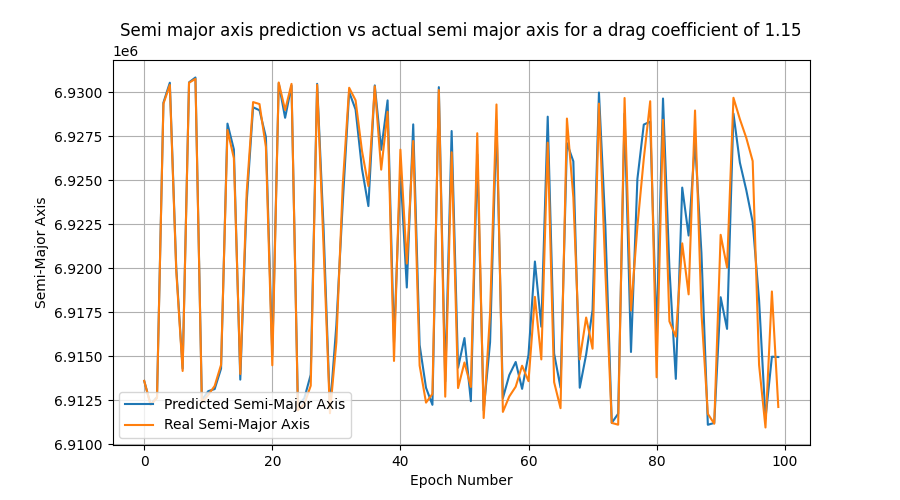 Semi major axis prediction vs actual semi major axis for a drag coefficient of 1.15
1e6
6.9300
6.9275
6.9250
6.9225
6.9200
6.9175
6.9150
6.9125
6.9100
Semi-Major Axis
Predicted Semi-Major Axis
Real Semi-Major Axis
0 20 40 60 80 100
Epoch Number